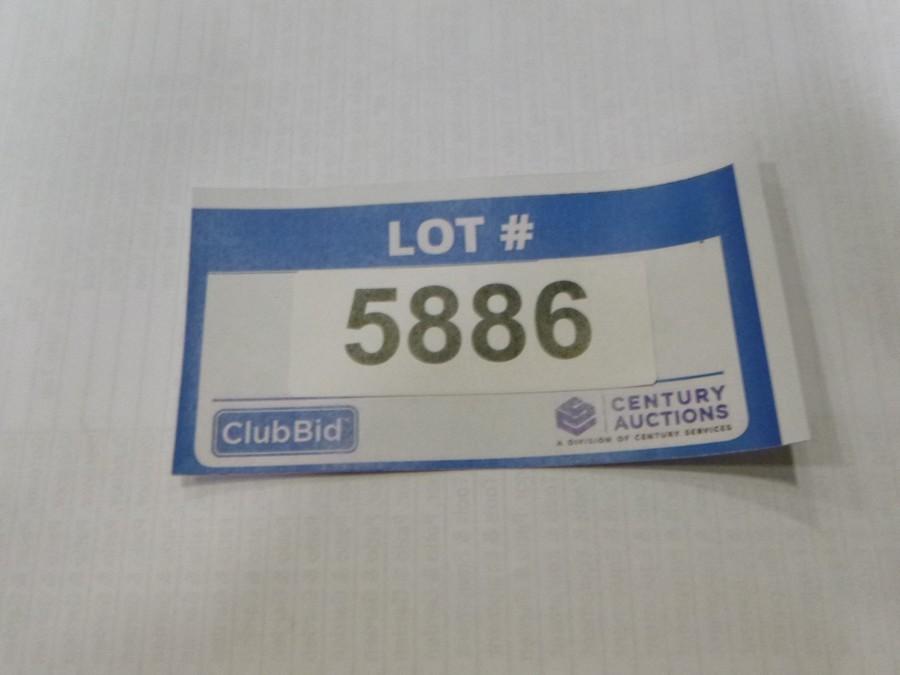 LOT #
5886
ClubBid
CENTURY
AUCTIONS
A DIVISION OF CENTURY SERVICES